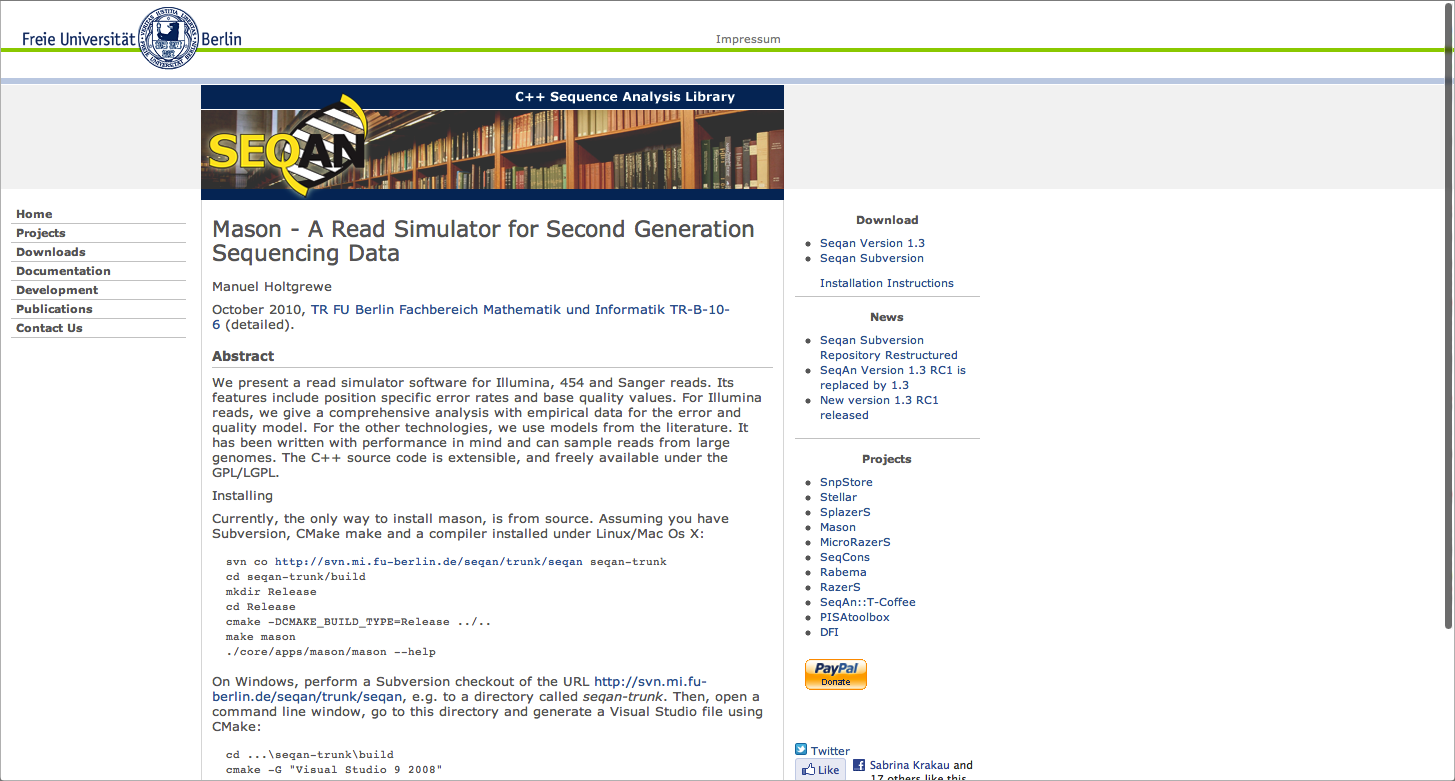 Freie Universität Berlin
Impressum
C++ Sequence Analysis Library
SEQAN
Home
Projects
Downloads
Documentation
Development
Publications
Contact Us
Mason - A Read Simulator for Second Generation
Sequencing Data
Manuel Holtgrewe
October 2010, TR FU Berlin Fachbereich Mathematik und Informatik TR-B-10-
6 (detailed).
Abstract
We present a read simulator software for Illumina, 454 and Sanger reads. Its
features include position specific error rates and base quality values. For Illumina
reads, we give a comprehensive analysis with empirical data for the error and
quality model. For the other technologies, we use models from the literature. It
has been written with performance in mind and can sample reads from large
genomes. The C++ source code is extensible, and freely available under the
GPL/LGPL.
Installing
Currently, the only way to install mason, is from source. Assuming you have
Subversion, CMake make and a compiler installed under Linux/Mac Os X:
svn co http://svn.mi.fu-berlin.de/seqan/trunk/seqan seqan-trunk
cd seqan-trunk/build
mkdir Release
cd Release
cmake -DCMAKE_BUILD_TYPE=Release ../..
make mason
./core/apps/mason/mason --help
On Windows, perform a Subversion checkout of the URL http://svn.mi.fu-
berlin.de/seqan/trunk/seqan, e.g. to a directory called seqan-trunk. Then, open a
command line window, go to this directory and generate a Visual Studio file using
CMake:
cd ...\seqan-trunk\build
cmake -G "Visual Studio 9 2008"
Download
Seqan Version 1.3
Seqan Subversion
Installation Instructions
News
Seqan Subversion
Repository Restructured
SeqAn Version 1.3 RC1 is
replaced by 1.3
New version 1.3 RC1
released
Projects
SnpStore
Stellar
SplazerS
Mason
MicroRazerS
SeqCons
Rabema
RazerS
SeqAn::T-Coffee
PISAtoolbox
DFI
PayPal
Donate
Twitter
Like
Sabrina Krakau and
17 others like this